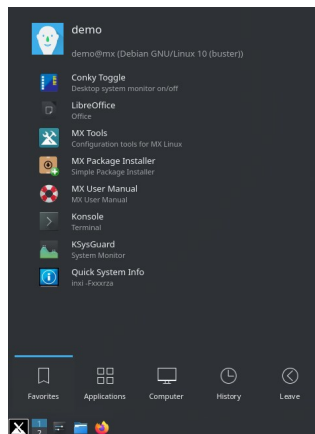 demo
demo@mx (Debian GNU/Linux 10 (buster))
Conky Toggle
Desktop system monitor on/off
LibreOffice
Office
MX Tools
Configuration tools for MX Linux
MX Package Installer
Simple Package Installer
MX User Manual
MX User Manual
Konsole
Terminal
KSysGuard
System Monitor
Quick System Info
inxi -Fxxxrza
Favorites Applications Computer History Leave
1
2